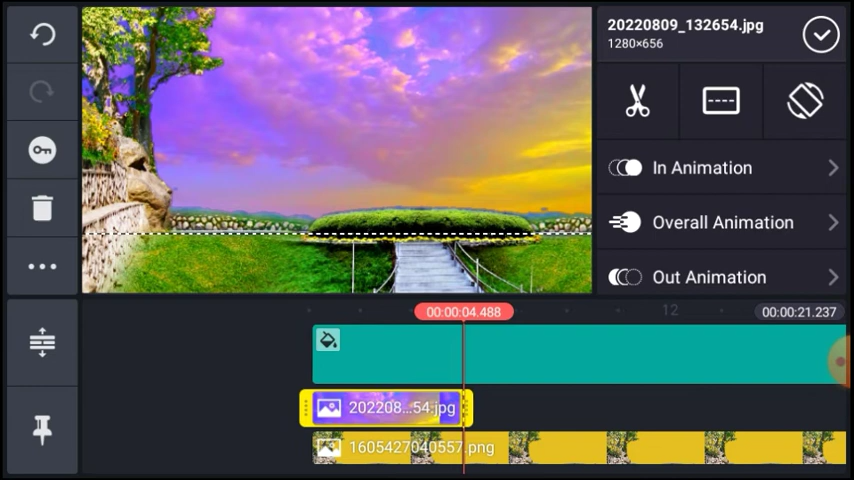 20220809_132654.jpg
1280×656
In Animation
Overall Animation
Out Animation
00:00:04.488
12
00:00:21.237
202208...54.jpg
1605427040557.png